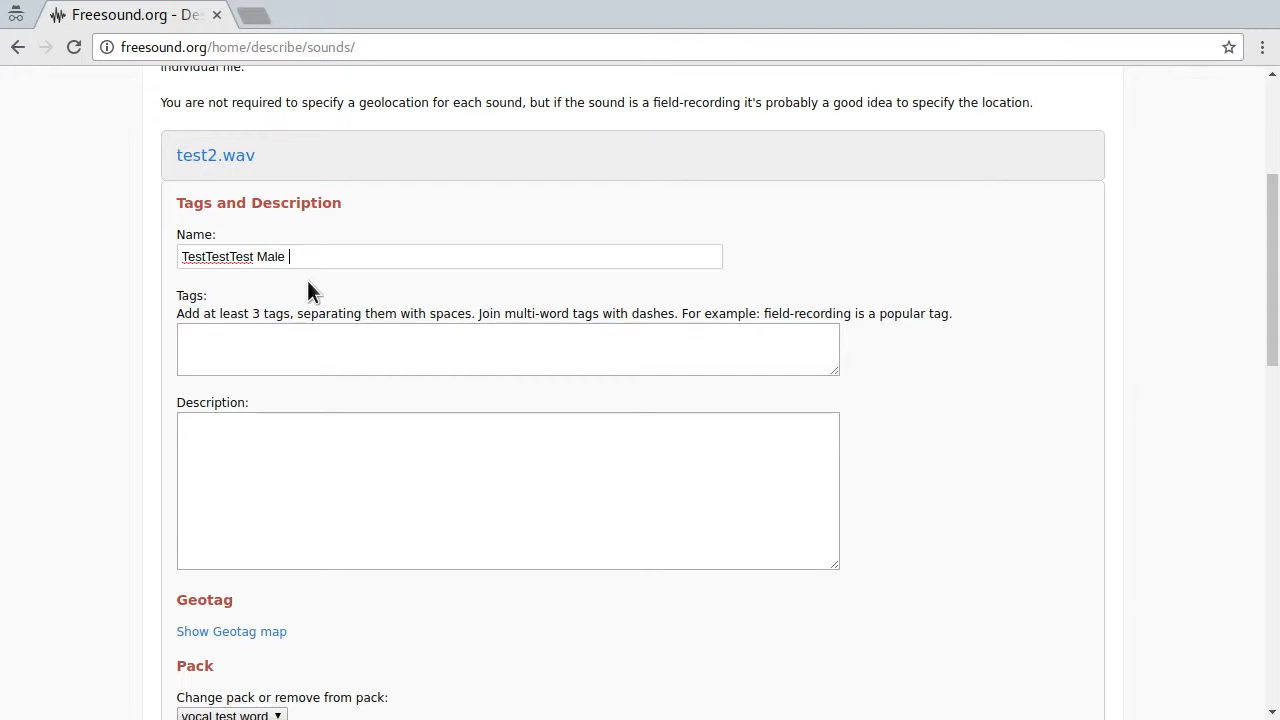 Freesound.org - De
freesound.org/home/describe/sounds/
individual file.
You are not required to specify a geolocation for each sound, but if the sound is a field-recording it's probably a good idea to specify the location.
test2.wav
Tags and Description
Name:
TestTestTest Male
Tags:
Add at least 3 tags, separating them with spaces. Join multi-word tags with dashes. For example: field-recording is a popular tag.
Description:
Geotag
Show Geotag map
Pack
Change pack or remove from pack:
vocal test word